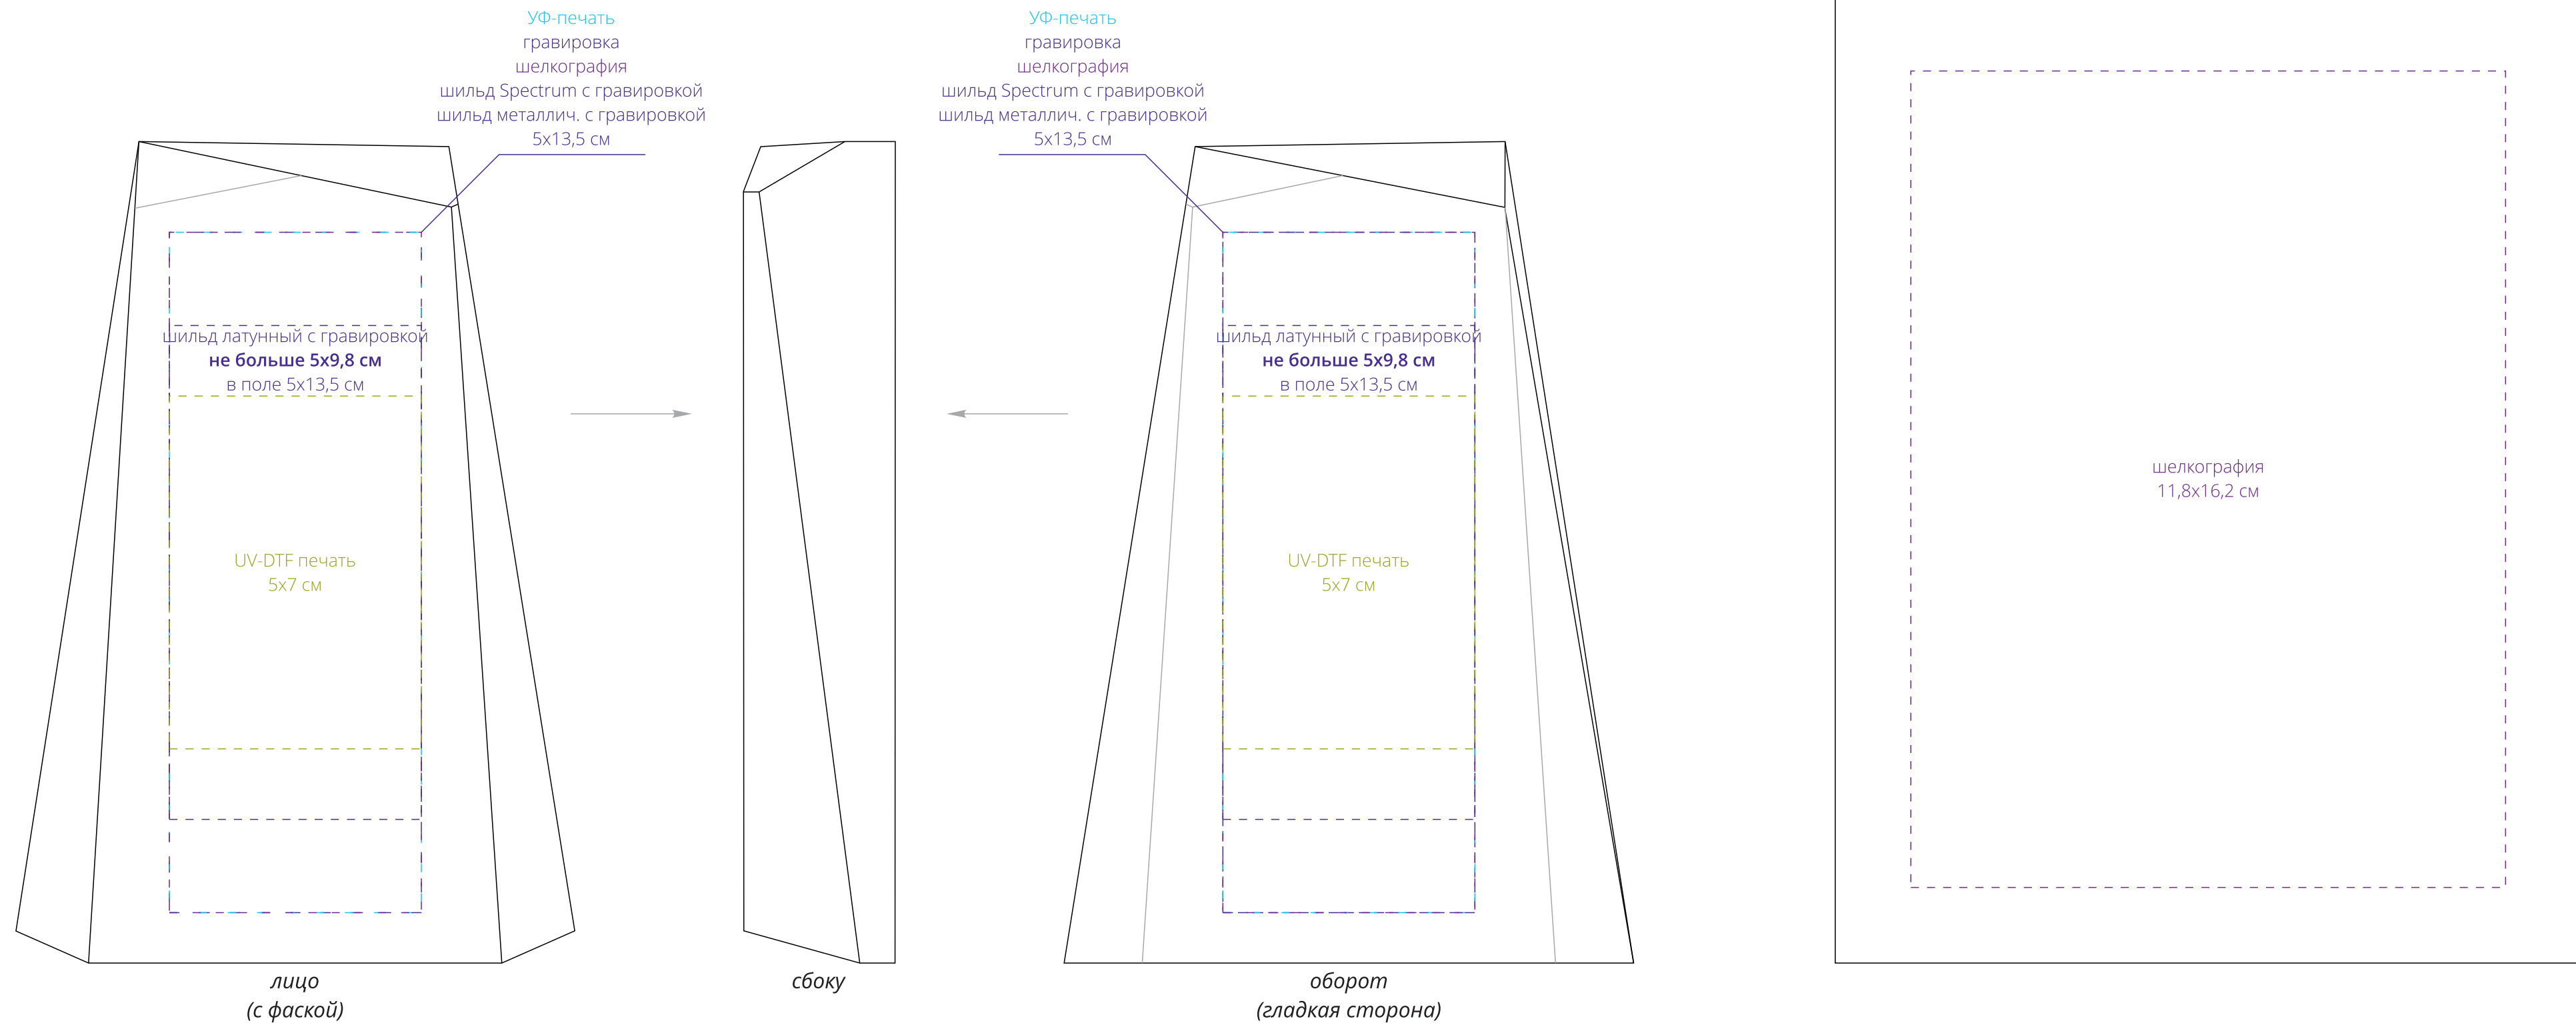 УФ-печать
гравировка
шелкография
шильд Spectrum с гравировкой
шильд металлич. с гравировкой
5х13,5 см
шильд латунный с гравировкой
не больше 5х9,8 см
в поле 5х13,5 см
UV-DTF печать
5х7 см
лицо
(с фаской)
сбоку
УФ-печать
гравировка
шелкография
шильд Spectrum с гравировкой
шильд металлич. с гравировкой
5х13,5 см
шильд латунный с гравировкой
не больше 5х9,8 см
в поле 5х13,5 см
UV-DTF печать
5х7 см
оборот
(гладкая сторона)
шелкография
11,8х16,2 см